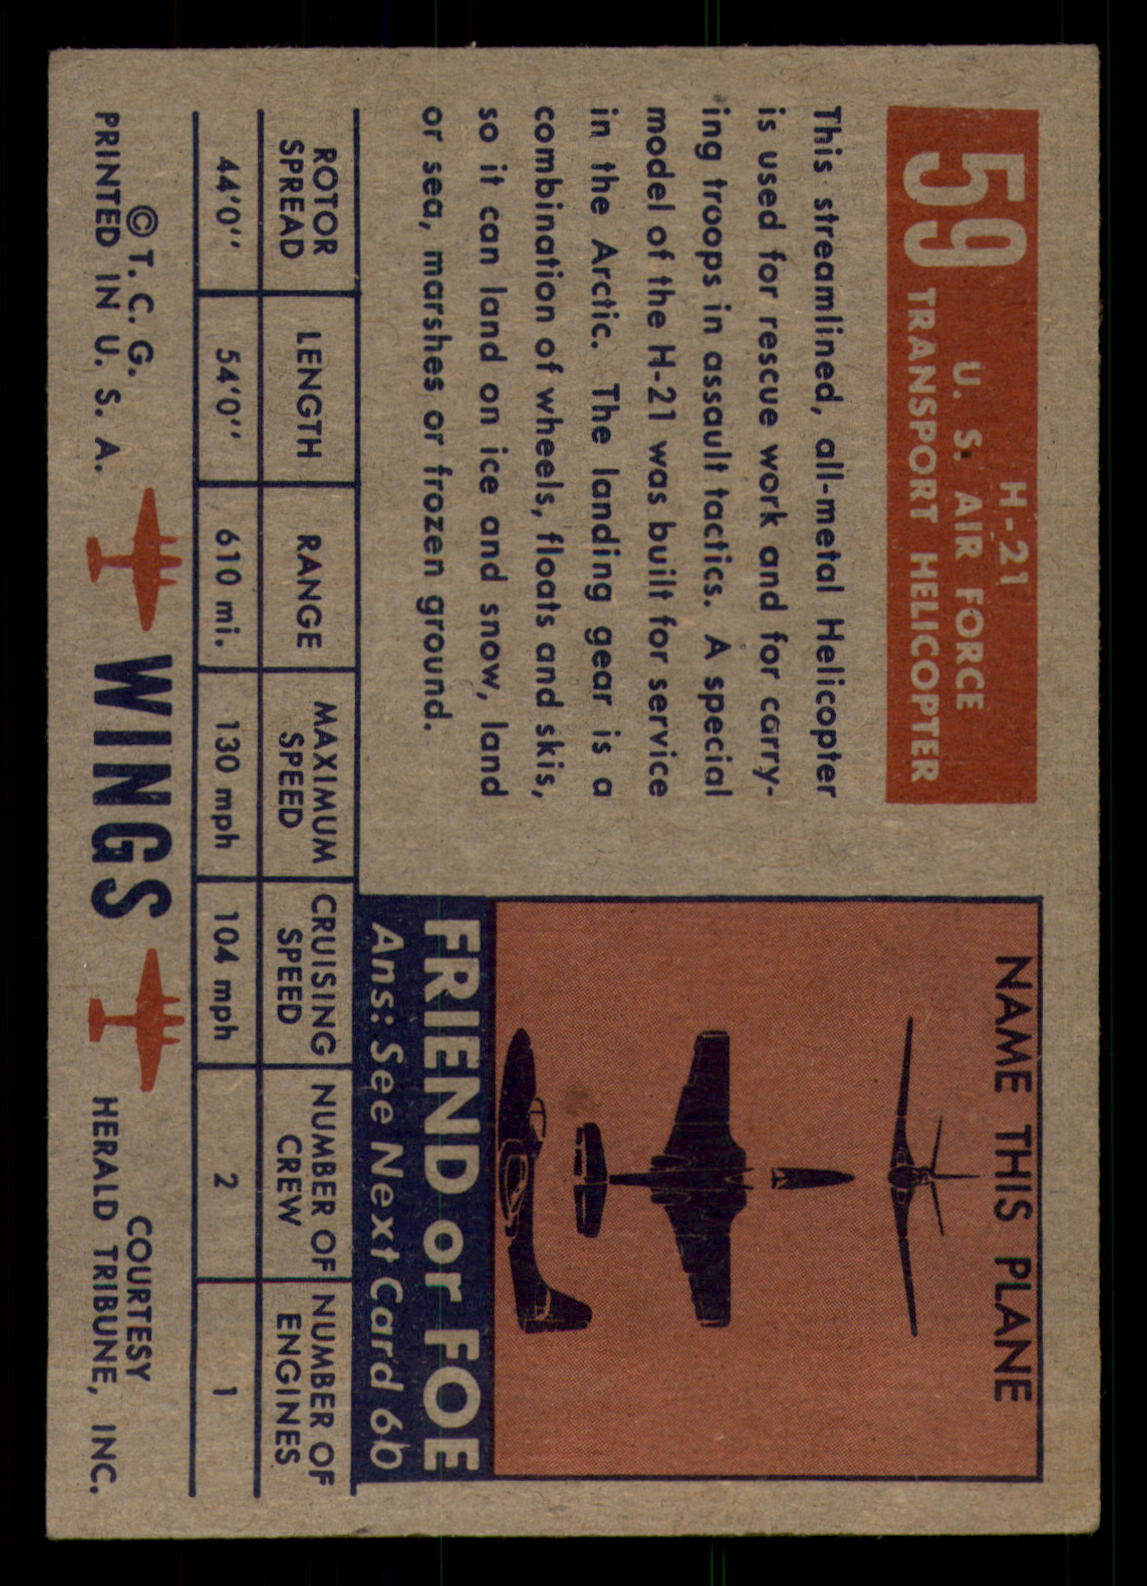 59
H-21
U. S. AIR FORCE
TRANSPORT HELICOPTER
This streamlined, all-metal Helicopter
is used for rescue work and for carry-
ing troops in assault tactics. A special
model of the H-21 was built for service
in the Arctic. The landing gear is a
combination of wheels, floats and skis,
so it can land on ice and snow, land
or sea, marshes or frozen ground.
NAME THIS PLANE
FRIEND or FOE
Ans: See Next Card 60
ROTOR SPREAD LENGTH RANGE MAXIMUM SPEED CRUISING SPEED NUMBER OF CREW NUMBER OF ENGINES
44'0" 54'0" 610 mi. 130 mph 104 mph 2 1
© T. C. G.
PRINTED IN U. S. A.
WINGS
COURTESY
HERALD TRIBUNE, INC.